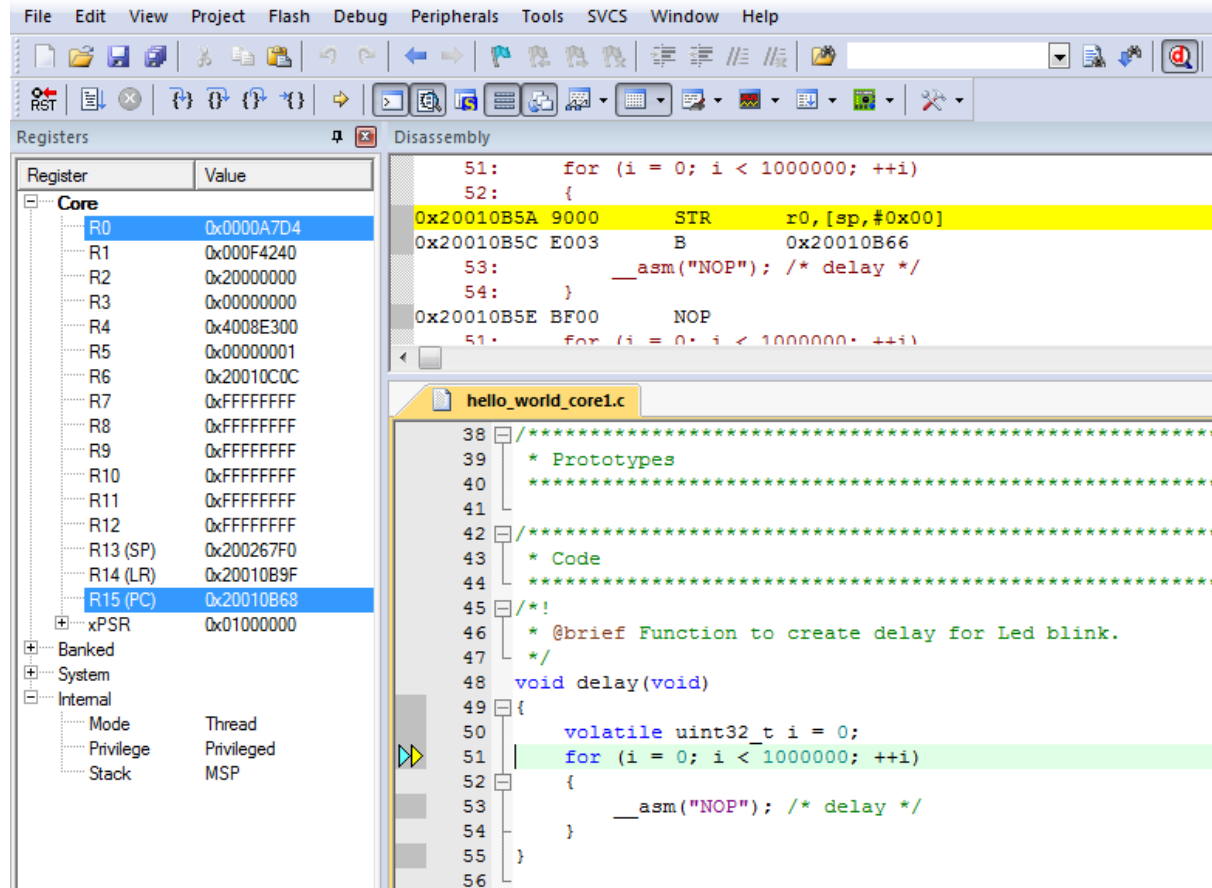 File Edit View Project Flash Debug Peripherals Tools SVCS Window Help
RST
Registers
Register Value
Core
R0 0x0000A7D4
R1 0x000F4240
R2 0x20000000
R3 0x00000000
R4 0x4008E300
R5 0x00000001
R6 0x20010C0C
R7 0xFFFFFFFF
R8 0xFFFFFFFF
R9 0xFFFFFFFF
R10 0xFFFFFFFF
R11 0xFFFFFFFF
R12 0xFFFFFFFF
R13 (SP) 0x200267F0
R14 (LR) 0x20010B9F
R15 (PC) 0x20010B68
xPSR 0x01000000
Banked
System
Internal
Mode Thread
Privilege Privileged
Stack MSP
Disassembly
51: for (i = 0; i < 1000000; ++i)
52: {
0x20010B5A 9000 STR r0,[sp,#0x00]
0x20010B5C E003 B 0x20010B66
53: __asm("NOP"); /* delay */
54: }
0x20010B5E BF00 NOP
51: for (i = 0; i < 1000000; ++i)
hello_world_core1.c
38 /*******************************************************
39 * Prototypes
40 *******************************************************
41
42 /*******************************************************
43 * Code
44 *******************************************************
45 /*!
46 * @brief Function to create delay for Led blink.
47 */
48 void delay(void)
49 {
50 volatile uint32_t i = 0;
51 for (i = 0; i < 1000000; ++i)
52 {
53 __asm("NOP"); /* delay */
54 }
55 }
56